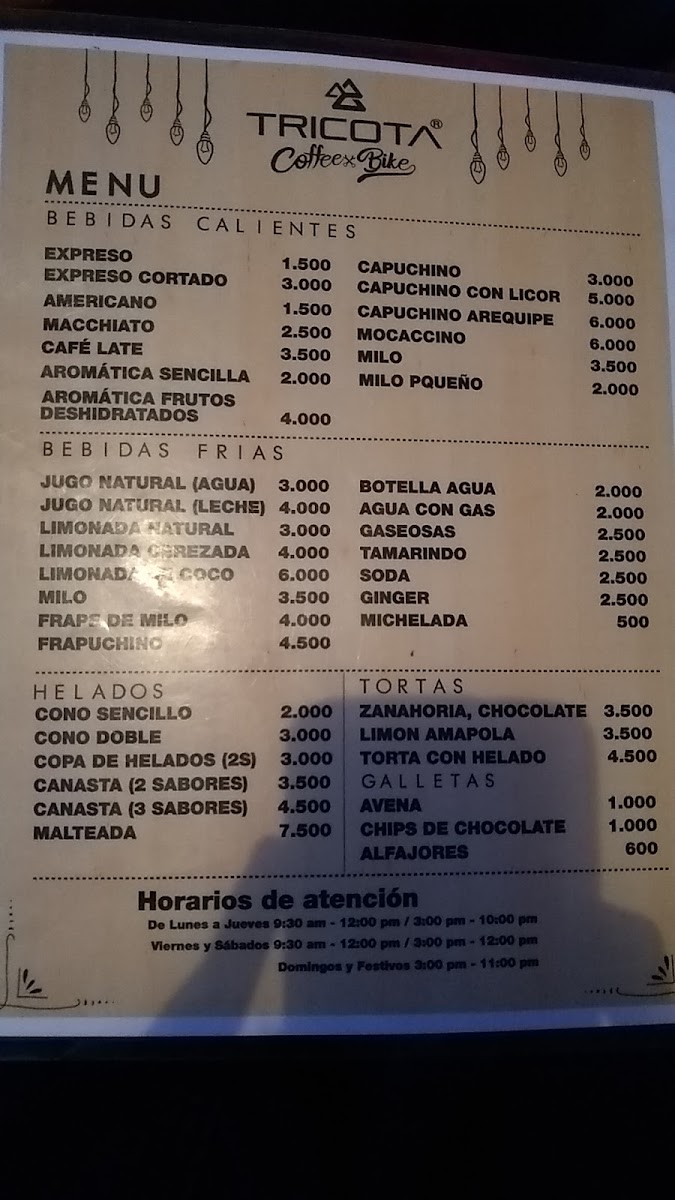 TRICOTA®
Coffee x Bike
MENU
BEBIDAS CALIENTES
EXPRESO 1.500
EXPRESO CORTADO 3.000
AMERICANO 1.500
MACCHIATO 2.500
CAFÉ LATE 3.500
AROMÁTICA SENCILLA 2.000
AROMÁTICA FRUTOS
DESHIDRATADOS 4.000
CAPUCHINO 3.000
CAPUCHINO CON LICOR 5.000
CAPUCHINO AREQUIPE 6.000
MOCACCINO 6.000
MILO 3.500
MILO PQUEÑO 2.000
BEBIDAS FRIAS
JUGO NATURAL (AGUA) 3.000
JUGO NATURAL (LECHE) 4.000
LIMONADA NATURAL 3.000
LIMONADA CEREZADA 4.000
LIMONADA COCO 6.000
MILO 3.500
FRAPE DE MILO 4.000
FRAPUCHINO 4.500
BOTELLA AGUA 2.000
AGUA CON GAS 2.000
GASEOSAS 2.500
TAMARINDO 2.500
SODA 2.500
GINGER 2.500
MICHELADA 500
HELADOS
CONO SENCILLO 2.000
CONO DOBLE 3.000
COPA DE HELADOS (2S) 3.000
CANASTA (2 SABORES) 3.500
CANASTA (3 SABORES) 4.500
MALTEADA 7.500
TORTAS
ZANAHORIA, CHOCOLATE 3.500
LIMON AMAPOLA 3.500
TORTA CON HELADO 4.500
GALLETAS
AVENA 1.000
CHIPS DE CHOCOLATE 1.000
ALFAJORES 600
Horarios de atención
De Lunes a Jueves 9:30 am - 12:00 pm / 3:00 pm - 10:00 pm
Viernes y Sábados 9:30 am - 12:00 pm / 3:00 pm - 12:00 pm
Domingos y Festivos 3:00 pm - 11:00 pm